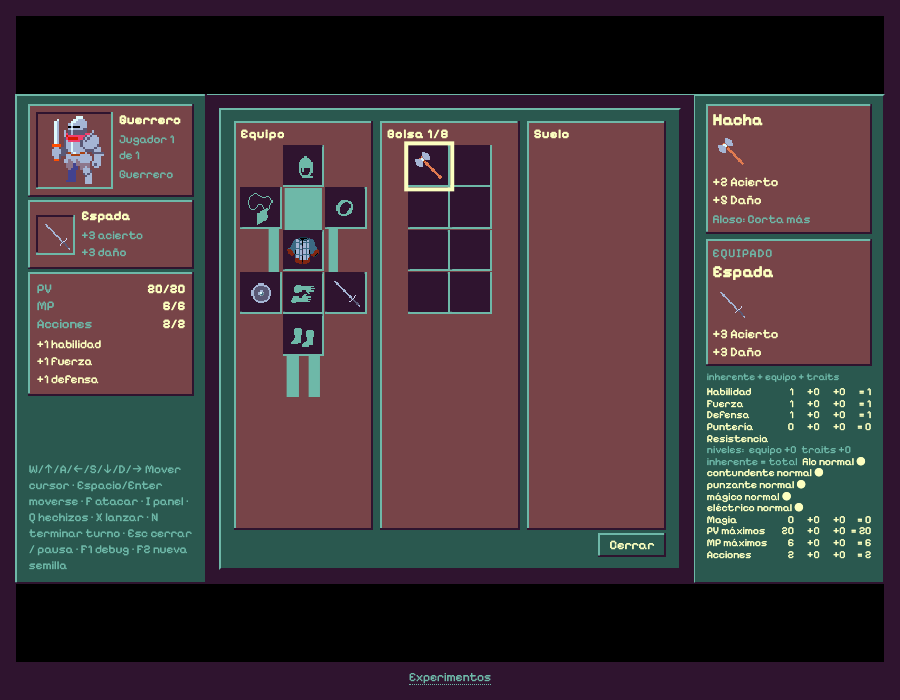 Guerrero
Jugador 1
de 1
Guerrero
Espada
+3 acierto
+3 daño
PV 20/20
MP 6/6
Acciones 2/2
+1 habilidad
+1 Fuerza
+1 defensa
W/↑/A/←/S/↓/D/→ Mover
cursor · Espacio/Enter
moverse · F atacar · I panel ·
Q hechizos · X lanzar · N
terminar turno · Esc cerrar
/ pausa · F1 debug · F2 nueva
semilla
Equipo
Bolsa 1/8
Suelo
Cerrar
Hacha
+2 Acierto
+5 Daño
Filoso: Corta más
EQUIPADO
Espada
+3 Acierto
+3 Daño
inherente + equipo + traits
Habilidad 1 +0 +0 = 1
Fuerza 1 +0 +0 = 1
Defensa 1 +0 +0 = 1
Puntería 0 +0 +0 = 0
Resistencia
niveles: equipo +0 traits +0
inherente = total Filo normal
contundente normal
punzante normal
mágico normal
eléctrico normal
Magia 0 +0 +0 = 0
PV máximos 20 +0 +0 = 20
MP máximos 6 +0 +0 = 6
Acciones 2 +0 +0 = 2
Experimentos